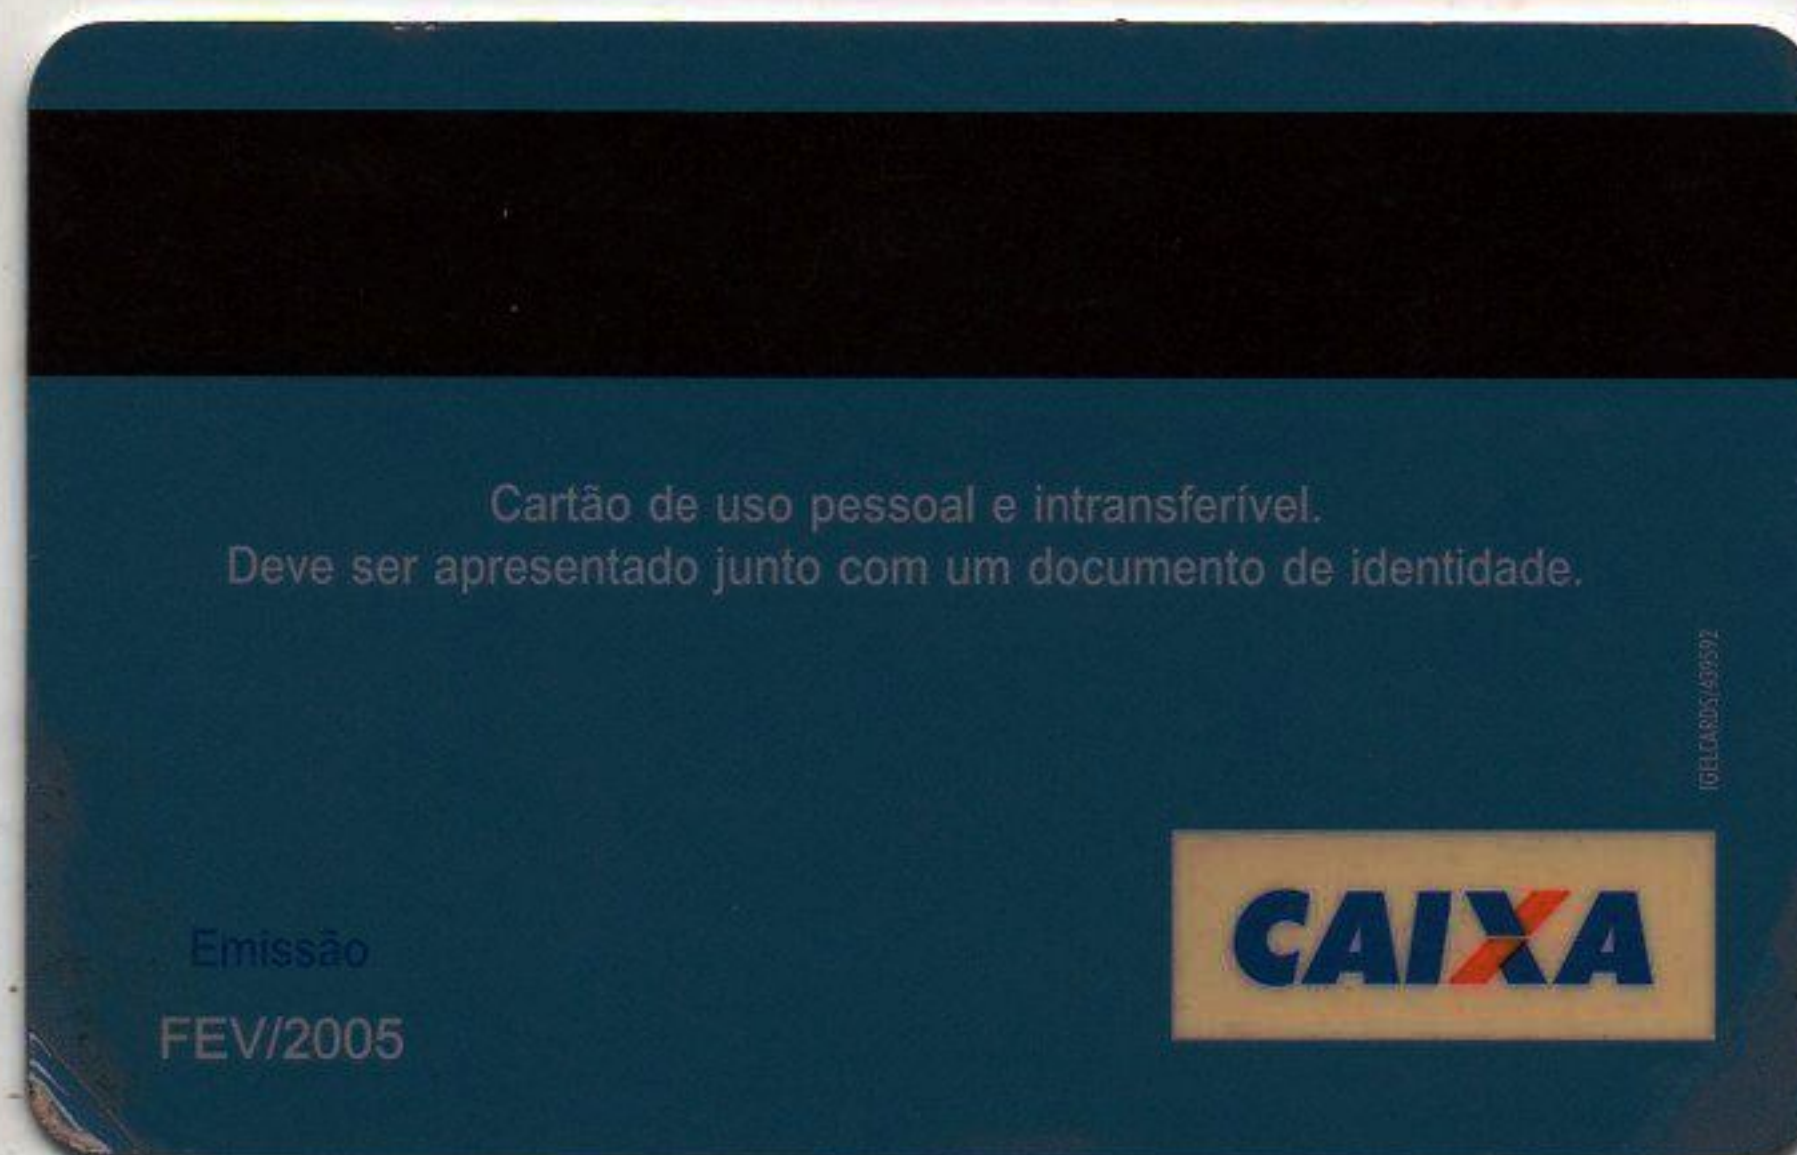 Cartão de uso pessoal e intransferível.
Deve ser apresentado junto com um documento de identidade.
IGELCARDS/439592
CAIXA
Emissão
FEV/2005